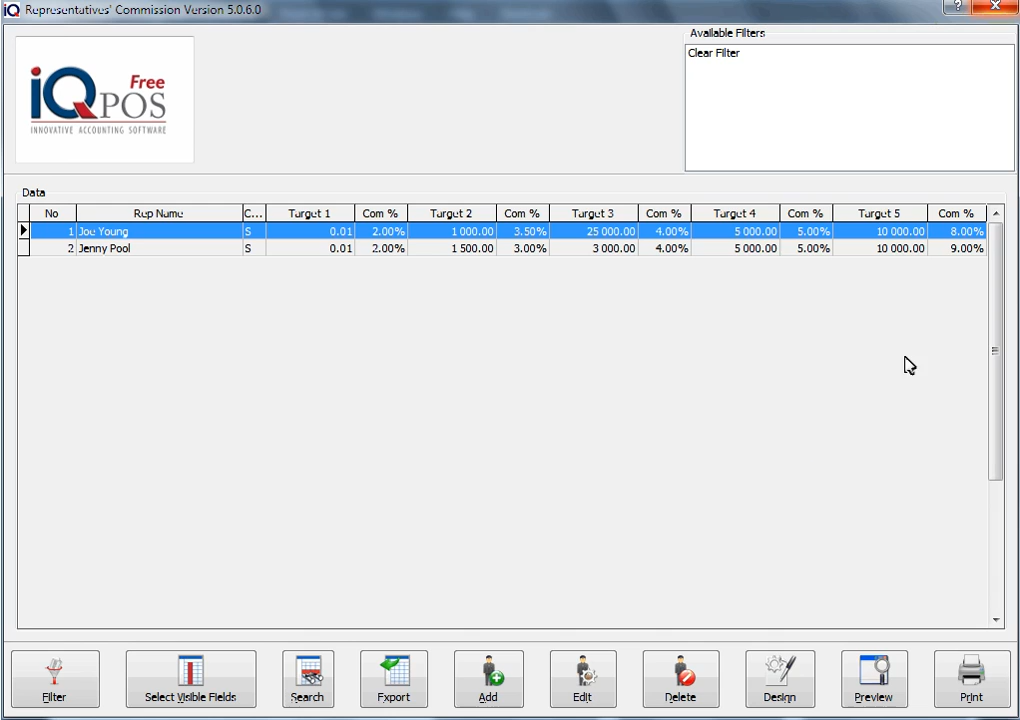 iQ Representatives' Commission Version 5.0.6.0
?
Available Filters
Clear Filter
iQ Free
POS
INNOVATIVE ACCOUNTING SOFTWARE
Data
No Rep Name C... Target 1 Com % Target 2 Com % Target 3 Com % Target 4 Com % Target 5 Com %
1 Joe Young S 0.01 2.00% 1 000.00 3.50% 25 000.00 4.00% 5 000.00 5.00% 10 000.00 8.00%
2 Jenny Pool S 0.01 2.00% 1 500.00 3.00% 3 000.00 4.00% 5 000.00 5.00% 10 000.00 9.00%
Filter Select Visible Fields Search Export Add Edit Delete Design Preview Print